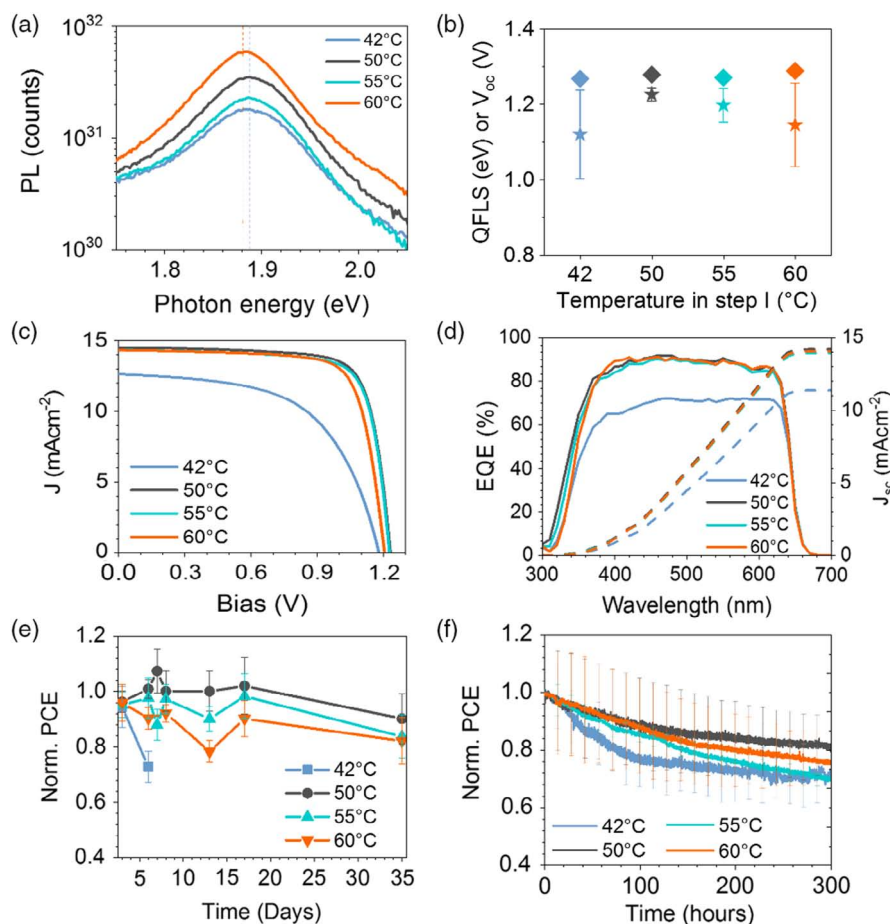 (a)
10^32
10^31
10^30
PL (counts)
42°C
50°C
55°C
60°C
1.8
1.9
2.0
Photon energy (eV)
(b)
QFLS (eV) or V_oc (V)
1.4
1.2
1.0
0.8
42
50
55
60
Temperature in step I (°C)
(c)
J (mAcm^-2)
15
10
5
0
42°C
50°C
55°C
60°C
0.0
0.3
0.6
0.9
1.2
Bias (V)
(d)
EQE (%)
100
80
60
40
20
0
42°C
50°C
55°C
60°C
15
10
5
0
J_sc (mAcm^-2)
300
400
500
600
700
Wavelength (nm)
(e)
Norm. PCE
1.2
1.0
0.8
0.6
0.4
42°C
50°C
55°C
60°C
5
10
15
20
25
30
35
Time (Days)
(f)
Norm. PCE
1.2
1.0
0.8
0.6
0.4
42°C
50°C
55°C
60°C
0
100
200
300
Time (hours)